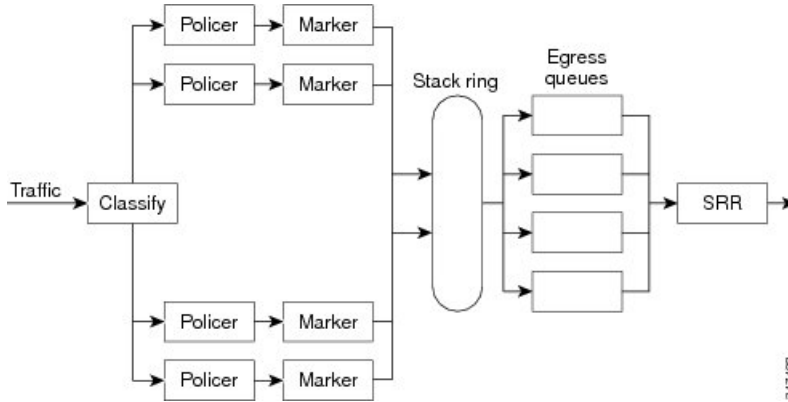 Policer
Marker
Policer
Marker
Stack ring
Egress
queues
Traffic
Classify
SRR
Policer
Marker
Policer
Marker